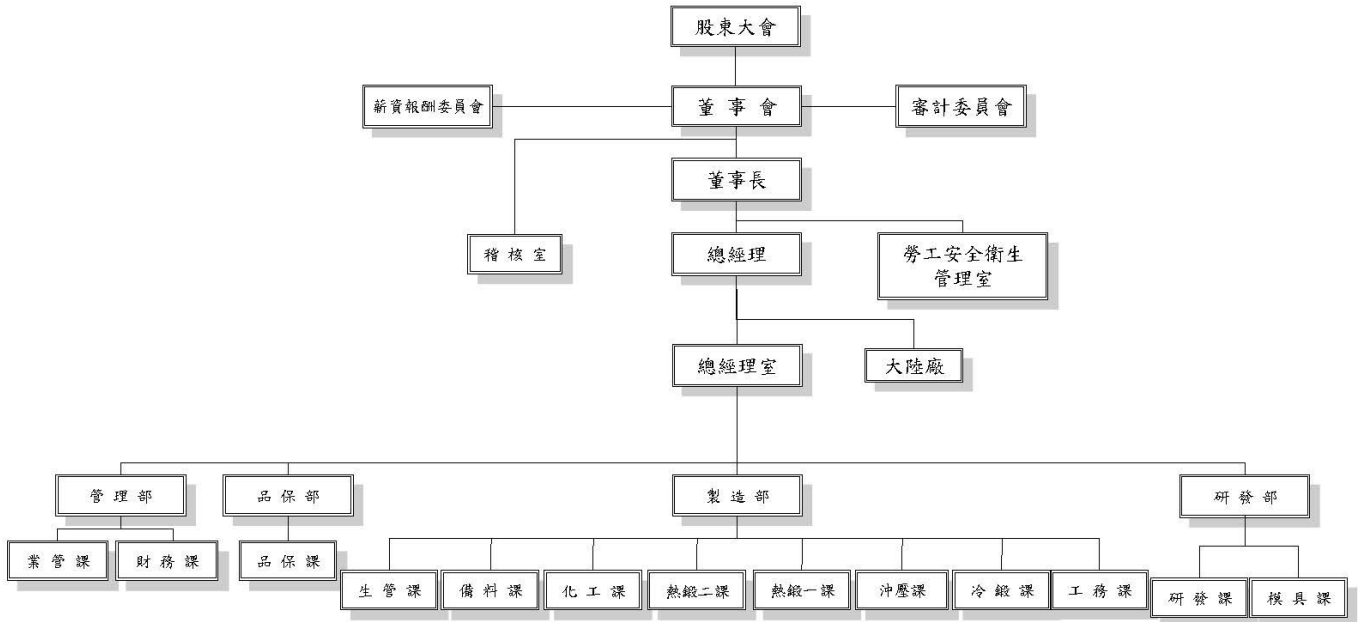 股東大會
薪資報酬委員會
董事會
審計委員會
董事長
稽核室
總經理
勞工安全衛生
管理室
總經理室
大陸廠
管理部
品保部
製造部
研發部
業管課
財務課
品保課
生管課
備料課
化工課
熱鍛二課
熱鍛一課
沖壓課
冷鍛課
工務課
研發課
模具課